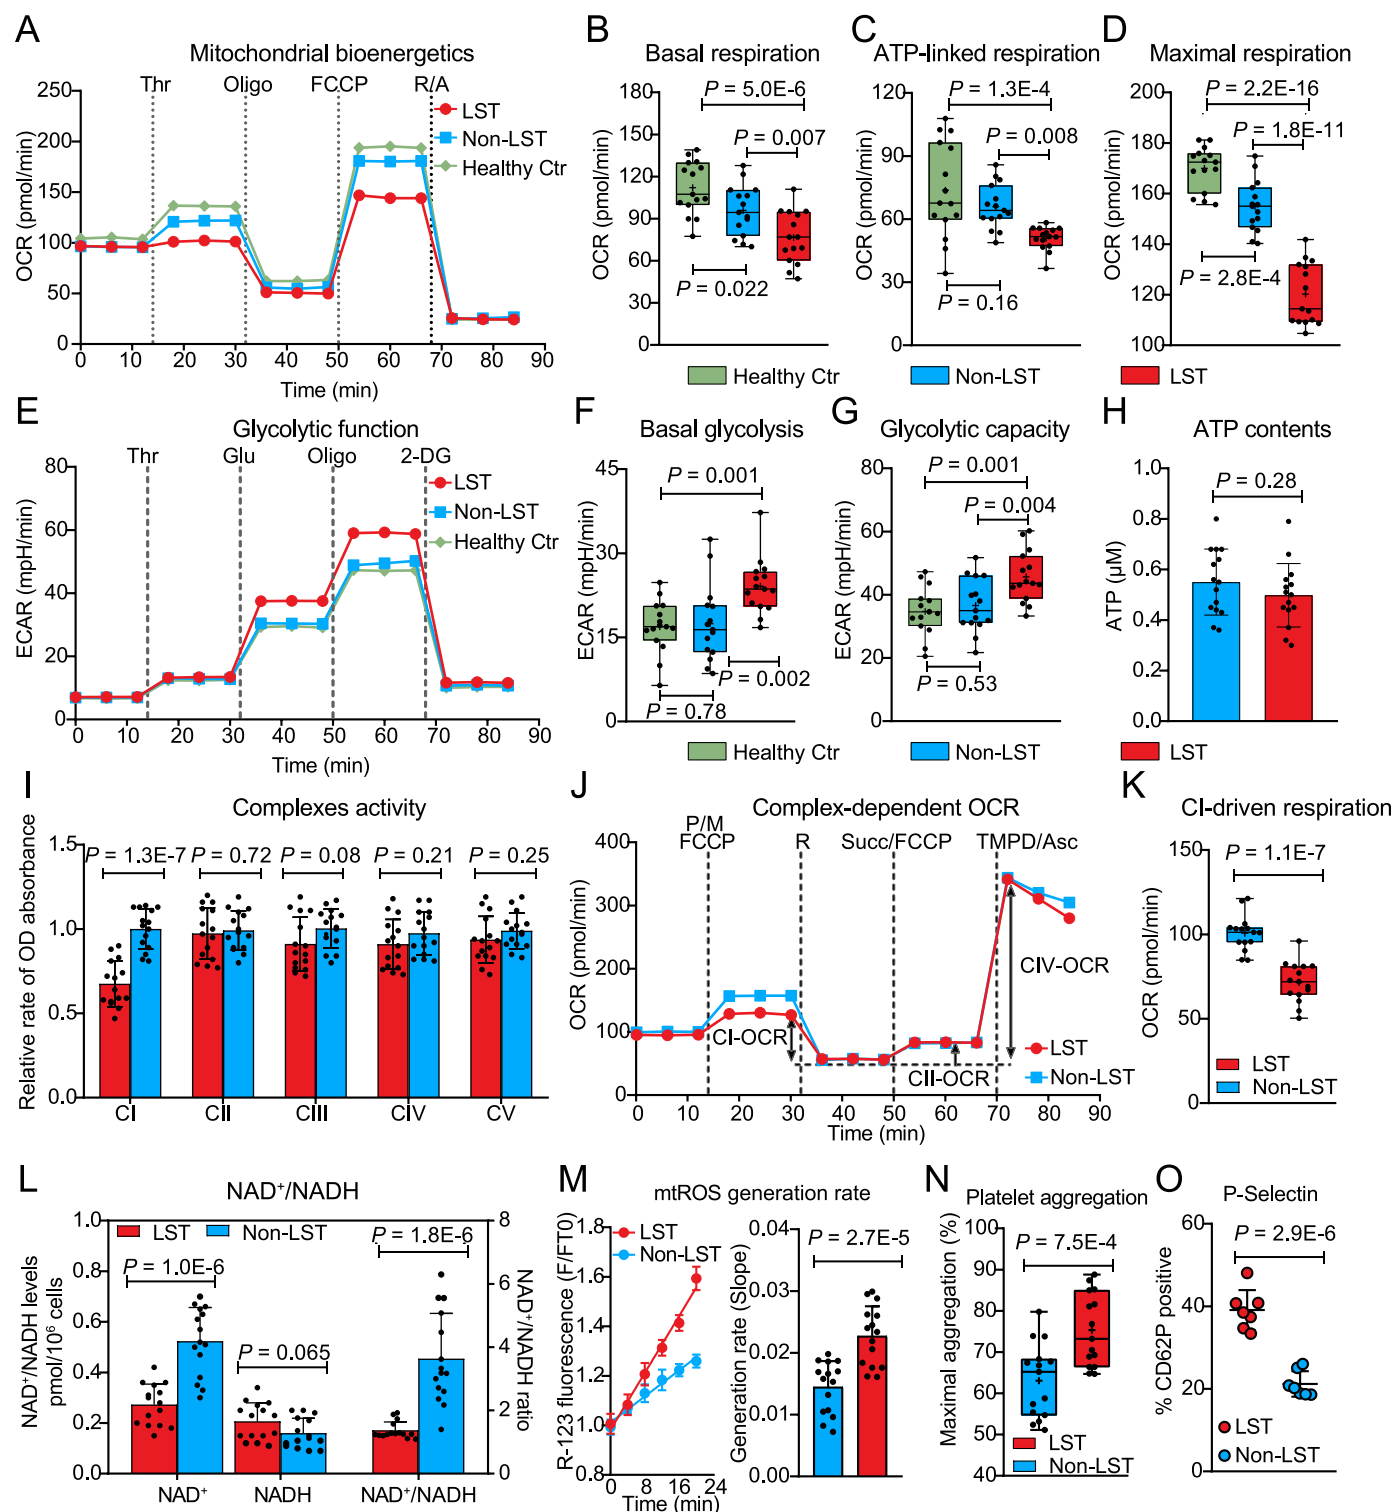 A
Mitochondrial bioenergetics
Thr
Oligo
FCCP
R/A
LST
Non-LST
Healthy Ctr
OCR (pmol/min)
250
200
150
100
50
0
0 10 20 30 40 50 60 70 80 90
Time (min)
B
Basal respiration
P = 5.0E-6
P = 0.007
P = 0.022
OCR (pmol/min)
180
150
120
90
60
30
0
C
ATP-linked respiration
P = 1.3E-4
P = 0.008
P = 0.16
OCR (pmol/min)
120
90
60
30
0
D
Maximal respiration
P = 2.2E-16
P = 1.8E-11
P = 2.8E-4
OCR (pmol/min)
200
180
160
140
120
100
Healthy Ctr
Non-LST
LST
E
Glycolytic function
Thr
Glu
Oligo
2-DG
LST
Non-LST
Healthy Ctr
ECAR (mpH/min)
80
60
40
20
0
0 10 20 30 40 50 60 70 80 90
Time (min)
F
Basal glycolysis
P = 0.001
P = 0.002
P = 0.78
ECAR (mpH/min)
45
30
15
0
G
Glycolytic capacity
P = 0.001
P = 0.004
P = 0.53
ECAR (mpH/min)
80
60
40
20
0
H
ATP contents
P = 0.28
ATP (µM)
1.0
0.8
0.6
0.4
0.2
0.0
Healthy Ctr
Non-LST
LST
I
Complexes activity
P = 1.3E-7 P = 0.72 P = 0.08 P = 0.21 P = 0.25
Relative rate of OD absorbance
1.5
1.0
0.5
0.0
CI CII CIII CIV CV
J
Complex-dependent OCR
P/M
FCCP
R
Succ/FCCP
TMPD/Asc
CI-OCR
CII-OCR
CIV-OCR
LST
Non-LST
OCR (pmol/min)
400
300
200
100
0
0 10 20 30 40 50 60 70 80 90
Time (min)
K
CI-driven respiration
P = 1.1E-7
OCR (pmol/min)
150
100
50
0
LST
Non-LST
L
NAD⁺/NADH
LST
Non-LST
P = 1.0E-6
P = 0.065
P = 1.8E-6
NAD⁺/NADH levels
pmol/10⁶ cells
1.0
0.8
0.6
0.4
0.2
0.0
8
6
4
2
0
NAD⁺/NADH ratio
NAD⁺ NADH NAD⁺/NADH
M
mtROS generation rate
LST
Non-LST
R-123 fluorescence (F/FT0)
1.8
1.6
1.4
1.2
1.0
0.8
0 8 16 24
Time (min)
P = 2.7E-5
Generation rate (Slope)
0.04
0.03
0.02
0.01
0.00
N
Platelet aggregation
P = 7.5E-4
Maximal aggregation (%)
100
90
80
70
60
50
40
LST
Non-LST
O
P-Selectin
P = 2.9E-6
% CD62P positive
60
40
20
0
LST
Non-LST